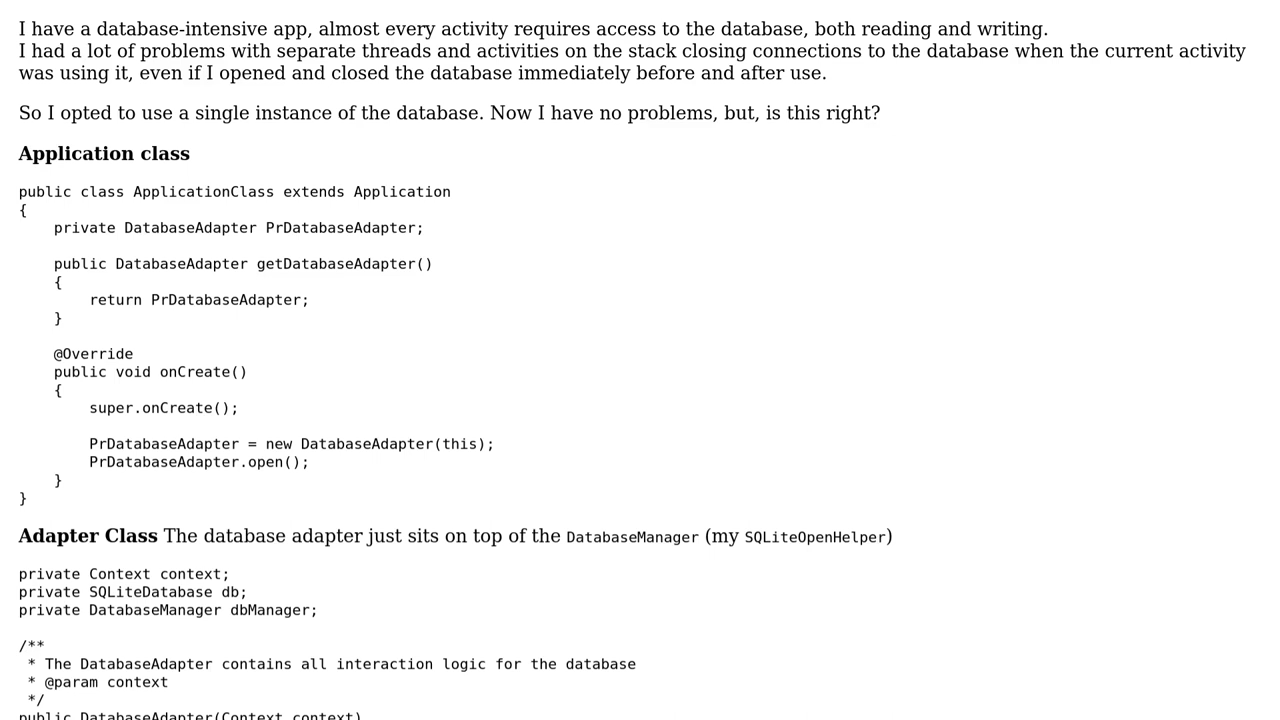 I have a database-intensive app, almost every activity requires access to the database, both reading and writing.
I had a lot of problems with separate threads and activities on the stack closing connections to the database when the current activity
was using it, even if I opened and closed the database immediately before and after use.
So I opted to use a single instance of the database. Now I have no problems, but, is this right?
Application class
public class ApplicationClass extends Application
{
    private DatabaseAdapter PrDatabaseAdapter;
    public DatabaseAdapter getDatabaseAdapter()
    {
        return PrDatabaseAdapter;
    }
    @Override
    public void onCreate()
    {
        super.onCreate();
        PrDatabaseAdapter = new DatabaseAdapter(this);
        PrDatabaseAdapter.open();
    }
}
Adapter Class The database adapter just sits on top of the DatabaseManager (my SQLiteOpenHelper)
private Context context;
private SQLiteDatabase db;
private DatabaseManager dbManager;
/**
 * The DatabaseAdapter contains all interaction logic for the database
 * @param context
 */
public DatabaseAdapter(Context context)